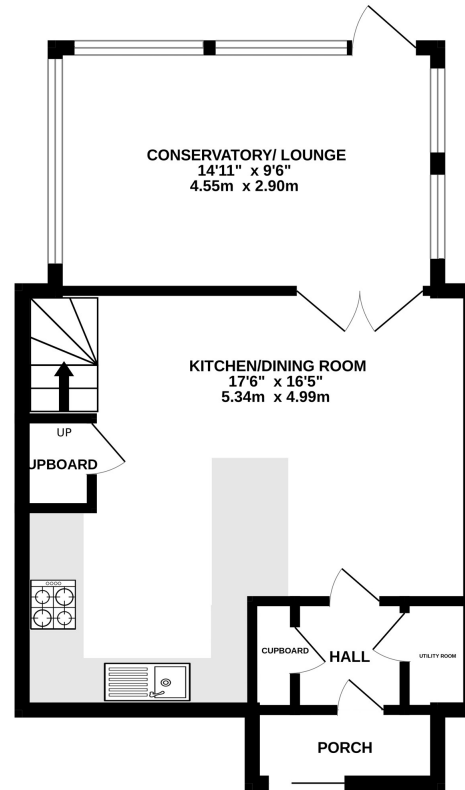 CONSERVATORY/ LOUNGE
14'11" x 9'6"
4.55m x 2.90m
KITCHEN/DINING ROOM
17'6" x 16'5"
5.34m x 4.99m
UP
UPBOARD
CUPBOARD
HALL
UTILITY ROOM
PORCH